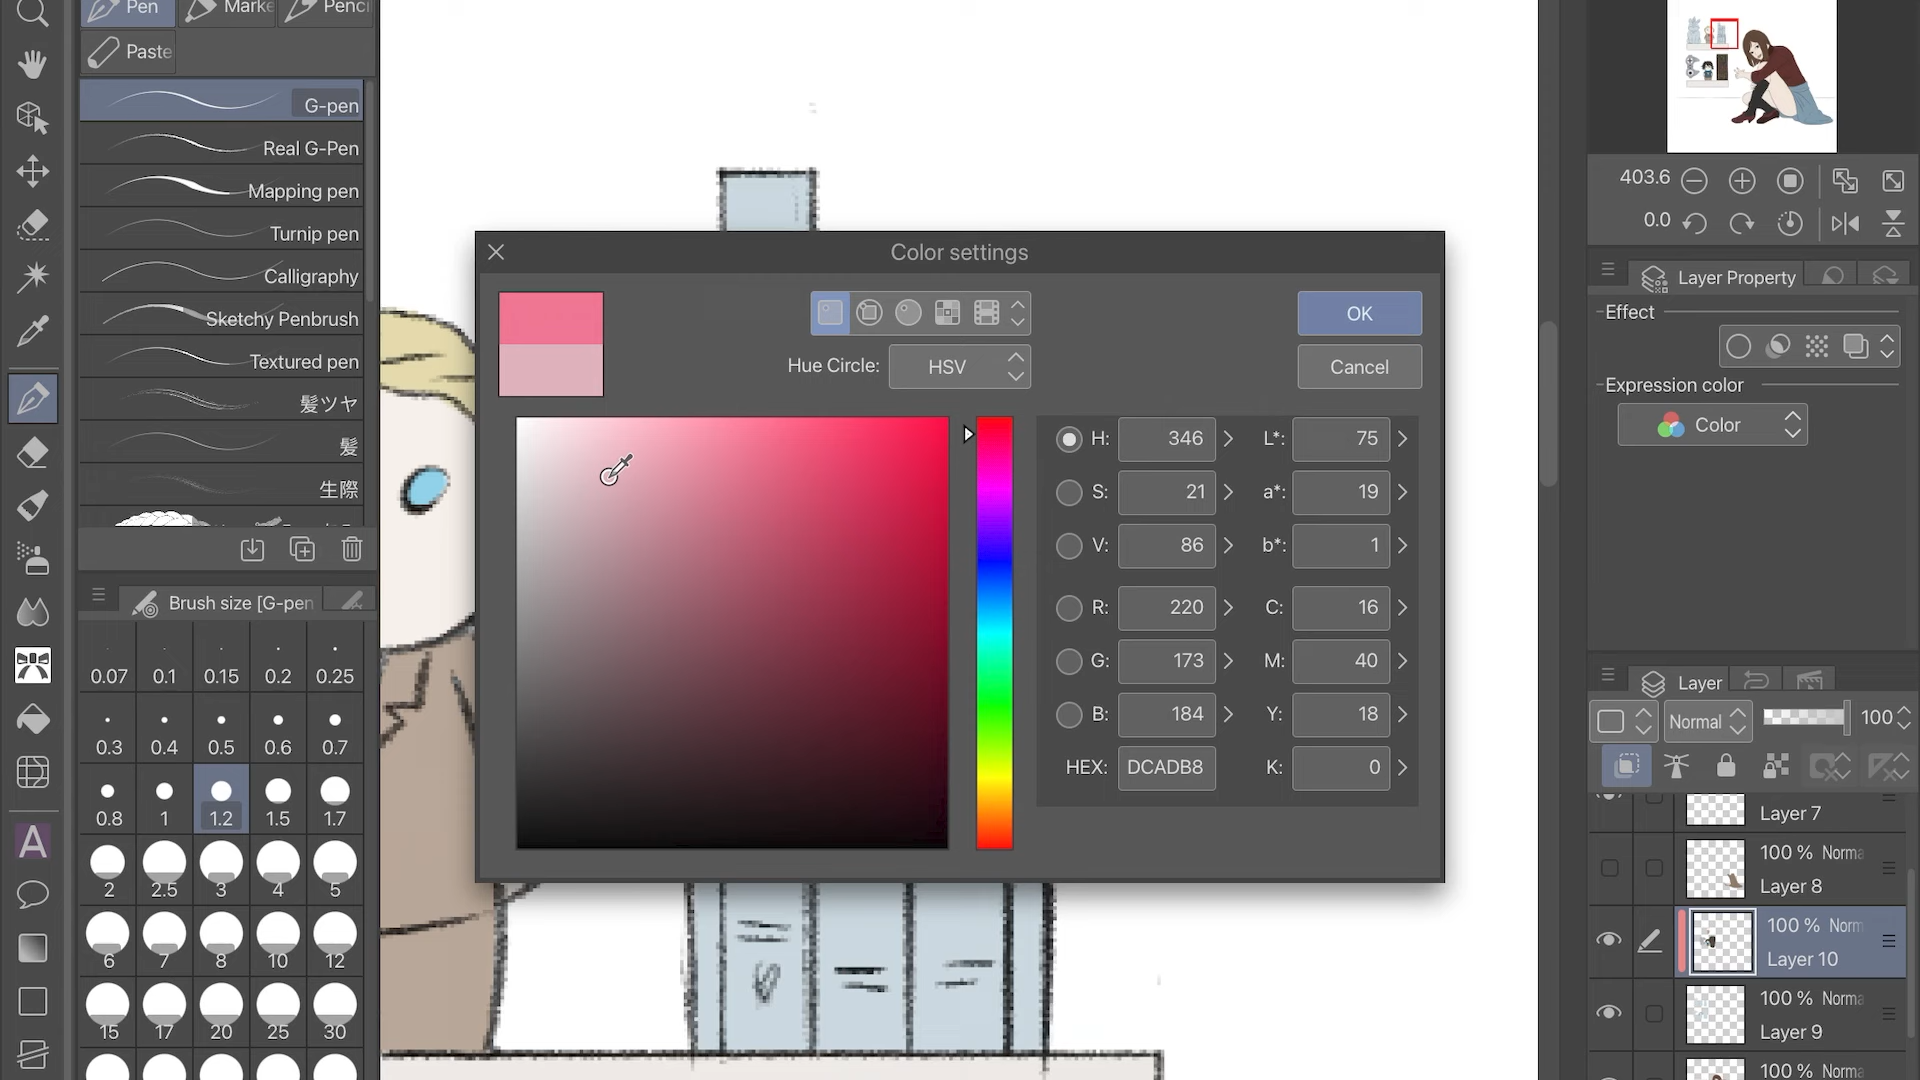 Pen
Marke
Penci
Paste
G-pen
Real G-Pen
Mapping pen
Turnip pen
Calligraphy
Sketchy Penbrush
Textured pen
髪ツヤ
髪
生際
Brush size [G-pen
0.07 0.1 0.15 0.2 0.25
0.3 0.4 0.5 0.6 0.7
0.8 1 1.2 1.5 1.7
2 2.5 3 4 5
6 7 8 10 12
15 17 20 25 30
A
Color settings
OK
Cancel
Hue Circle: HSV
H: 346 L*: 75
S: 21 a*: 19
V: 86 b*: 1
R: 220 C: 16
G: 173 M: 40
B: 184 Y: 18
HEX: DCADB8 K: 0
403.6
0.0
Layer Property
Effect
Expression color
Color
Layer
Normal 100
Layer 7
100 % Norma
Layer 8
100 % Norm
Layer 10
100 % Norma
Layer 9
100 % Norma